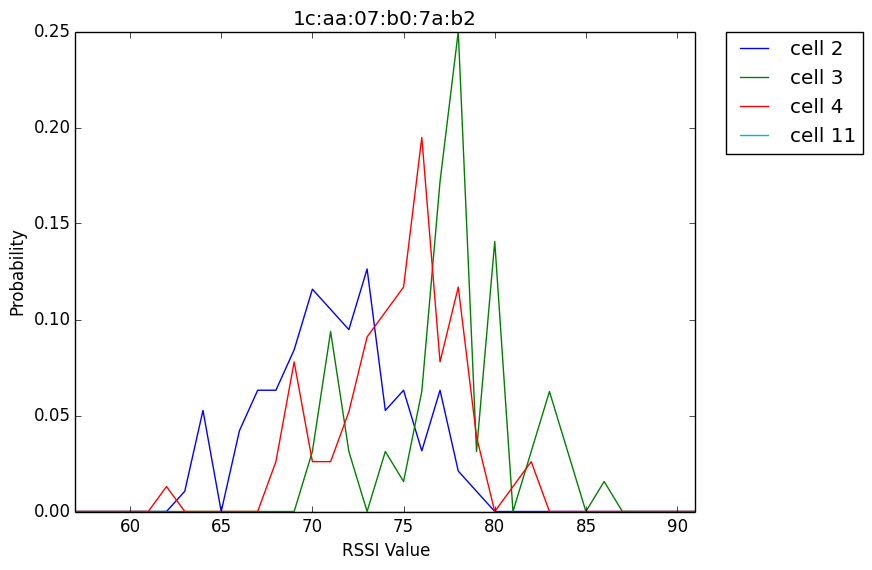 1c:aa:07:b0:7a:b2
cell 2
cell 3
cell 4
cell 11
0.25
0.20
0.15
0.10
0.05
0.00
Probability
60 65 70 75 80 85 90
RSSI Value